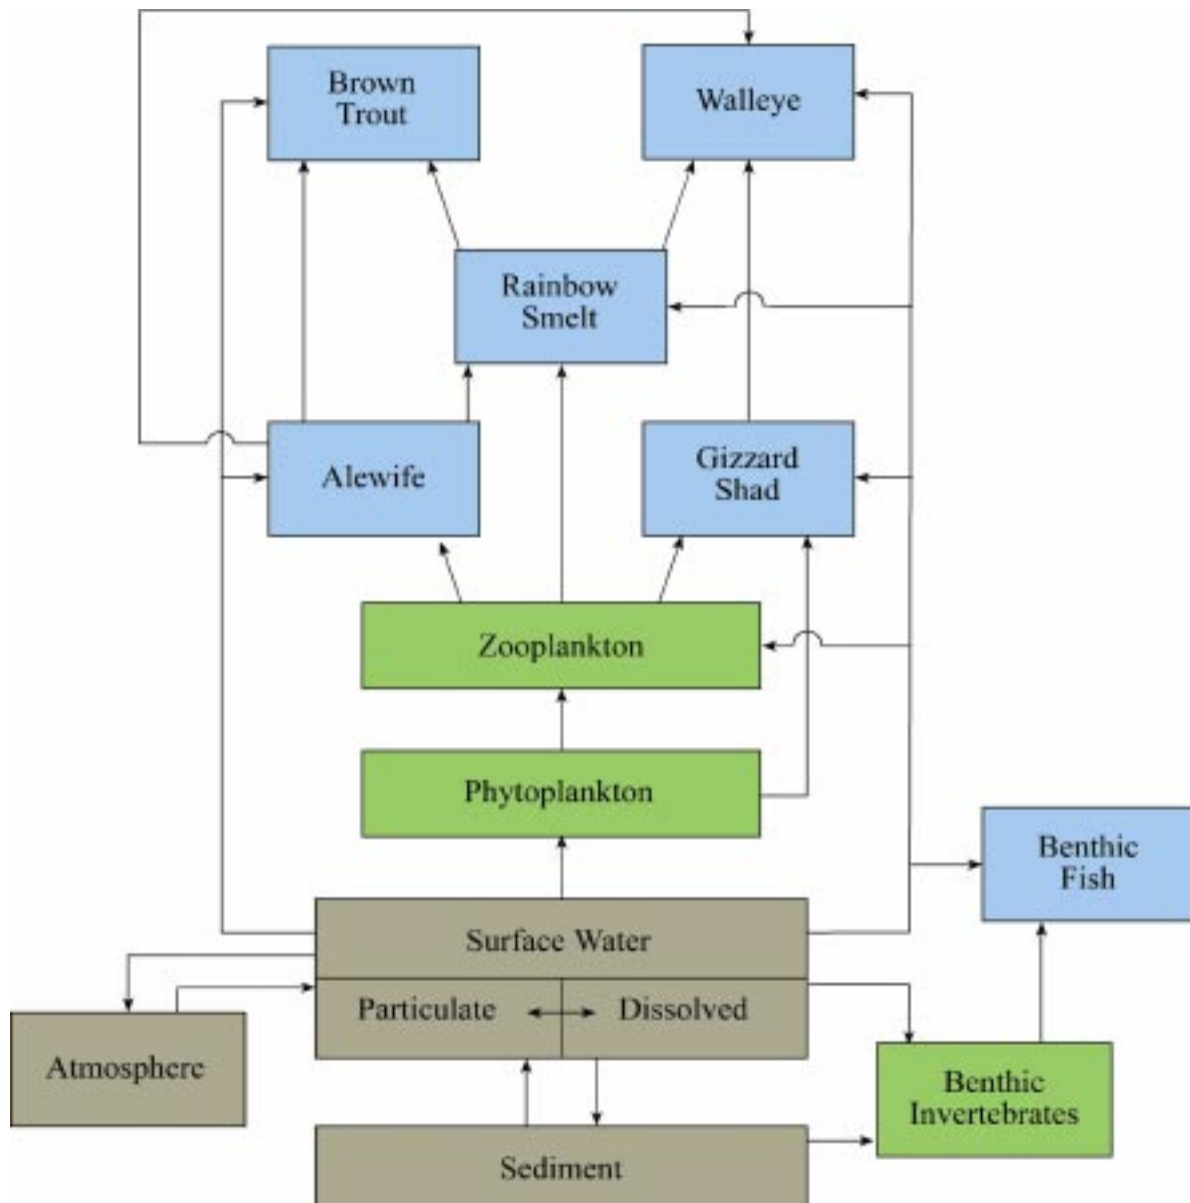 Brown
Trout
Walleye
Rainbow
Smelt
Alewife
Gizzard
Shad
Zooplankton
Phytoplankton
Benthic
Fish
Surface Water
Particulate
Dissolved
Atmosphere
Benthic
Invertebrates
Sediment